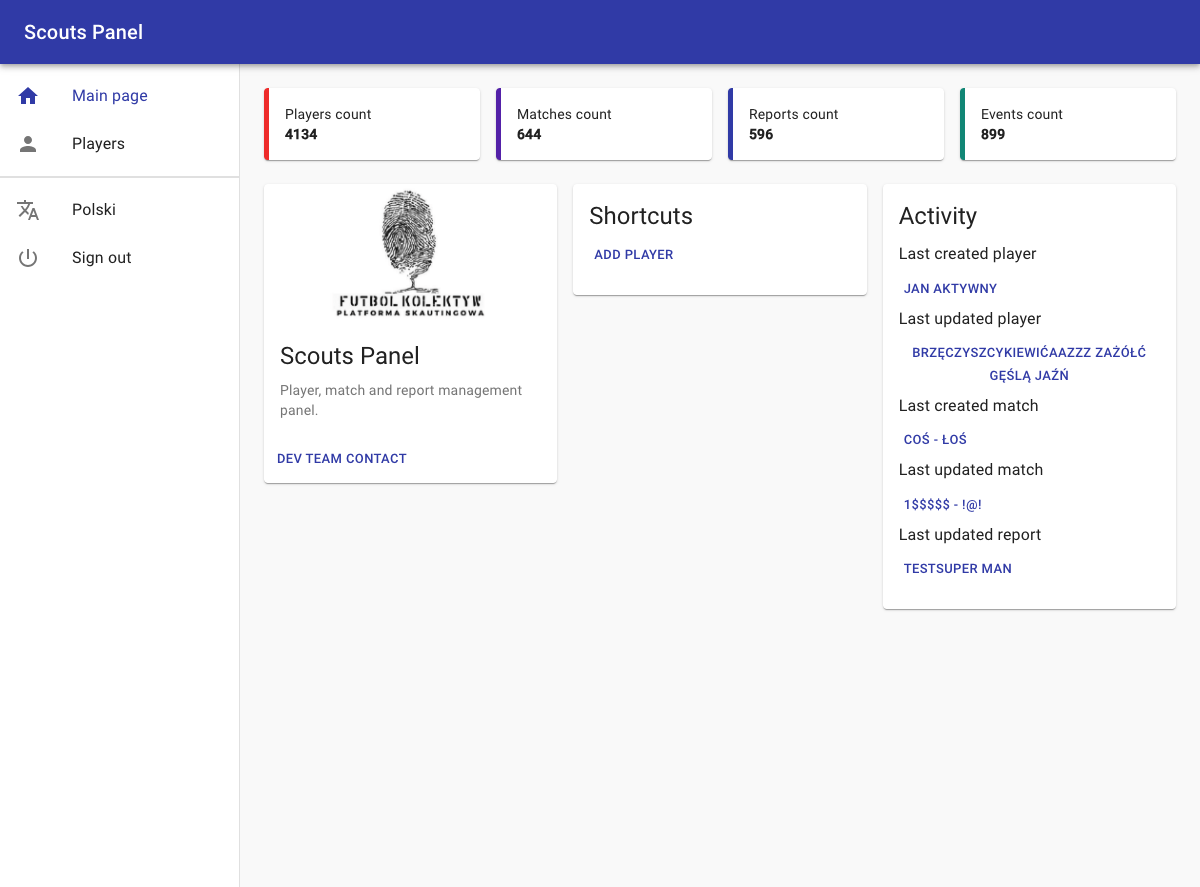 Scouts Panel
Main page
Players
Polski
Sign out
Players count
4134
Matches count
644
Reports count
596
Events count
899
FUTBOL KOLEKTYW
PLATFORMA SKAUTINGOWA
Scouts Panel
Player, match and report management
panel.
DEV TEAM CONTACT
Shortcuts
ADD PLAYER
Activity
Last created player
JAN AKTYWNY
Last updated player
BRZĘCZYSZCYKIEWIĆAAZZZ ZAŻÓŁĆ
GĘŚLĄ JAŹŃ
Last created match
COŚ - ŁOŚ
Last updated match
1$$$$$ - !@!
Last updated report
TESTSUPER MAN